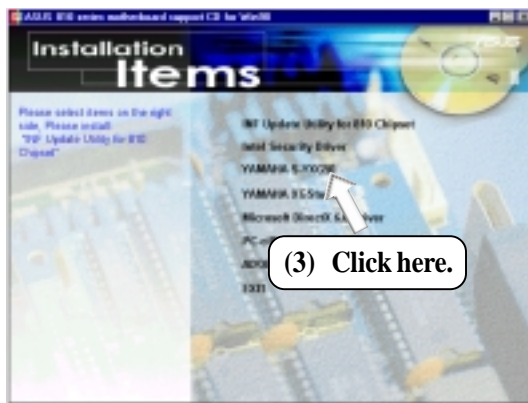 ASUS 810 series motherboard support CD for Win98
Installation
Items
ASUS
Please select items on the right
side, Please install
"INF Update Utility for 810
Chipset"
INF Update Utility for 810 Chipset
Intel Security Driver
YAMAHA
YAMAHA
Microsoft DirectX
(3) Click here.
EXIT